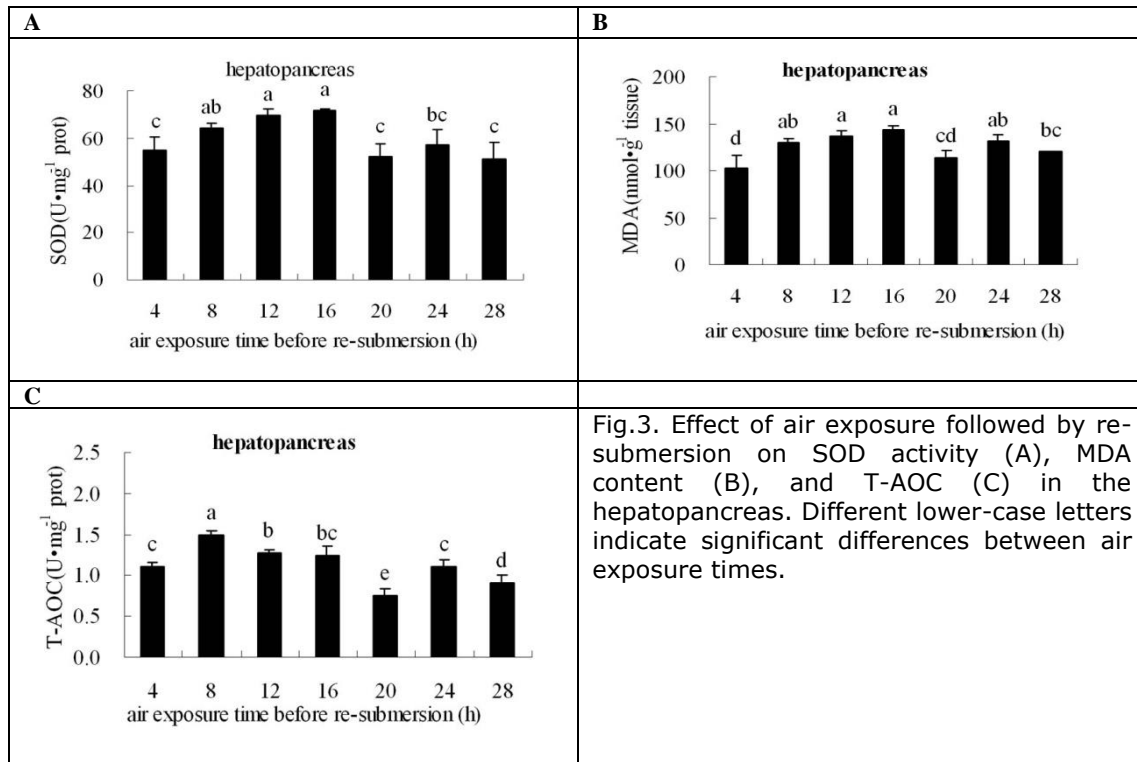 A
hepatopancreas
c ab a a c bc c
80
60
40
20
0
SOD(U•mg¹ prot)
4 8 12 16 20 24 28
air exposure time before re-submersion (h)
B
hepatopancreas
d ab a a cd ab bc
200
150
100
50
0
MDA(nmol•g¹ tissue)
4 8 12 16 20 24 28
air exposure time before re-submersion (h)
C
hepatopancreas
c a b bc e c d
2.5
2.0
1.5
1.0
0.5
0.0
T-AOC(U•mg¹ prot)
4 8 12 16 20 24 28
air exposure time before re-submersion (h)
Fig.3. Effect of air exposure followed by re-
submersion on SOD activity (A), MDA
content (B), and T-AOC (C) in the
hepatopancreas. Different lower-case letters
indicate significant differences between air
exposure times.